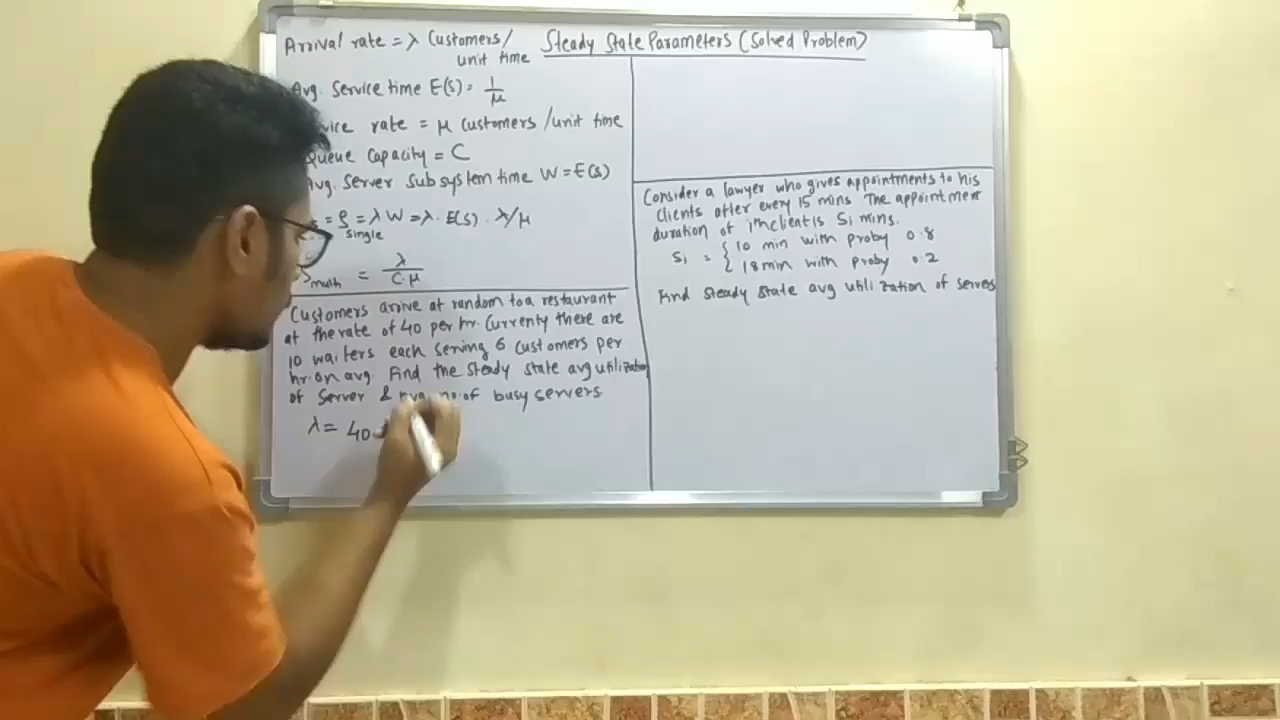 Steady State Parameters (Solved Problem)
Arrival rate = λ Customers/
unit time
Avg. Service time E(s) = 1/μ
rate = μ customers /unit time
Queue Capacity = C
Avg. Server Subsystem time W = E(s)
= ρ = λ W = λ. E(s) . λ/μ
single
= λ/C.μ
Customers arrive at random to a restaurant
at the rate of 40 per hr. Currenty there are
10 waiters each serving 6 customers per
hr. on avg. Find the steady state avg utilization
of Server & no of busy servers
λ = 40
Consider a lawyer who gives appointments to his
clients after every 15 mins The appointment
duration of client is Si mins.
Si = { 10 min with proby 0.8
18 min with proby 0.2
Find steady state avg utilization of servers